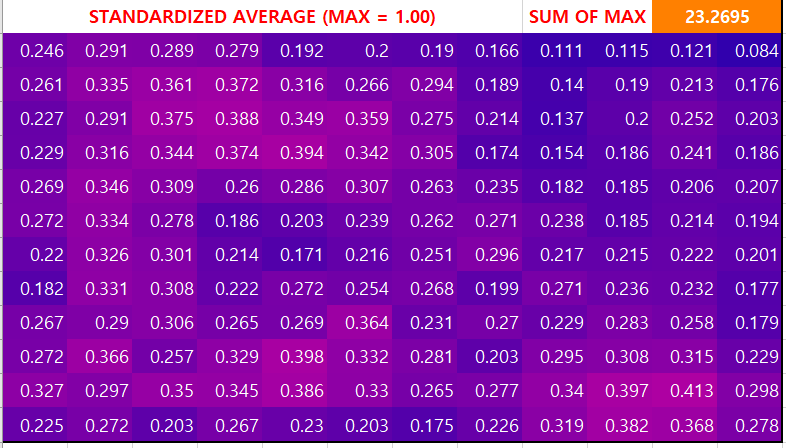 STANDARDIZED AVERAGE (MAX = 1.00) SUM OF MAX 23.2695
0.246 0.291 0.289 0.279 0.192 0.2 0.19 0.166 0.111 0.115 0.121 0.084
0.261 0.335 0.361 0.372 0.316 0.266 0.294 0.189 0.14 0.19 0.213 0.176
0.227 0.291 0.375 0.388 0.349 0.359 0.275 0.214 0.137 0.2 0.252 0.203
0.229 0.316 0.344 0.374 0.394 0.342 0.305 0.174 0.154 0.186 0.241 0.186
0.269 0.346 0.309 0.26 0.286 0.307 0.263 0.235 0.182 0.185 0.206 0.207
0.272 0.334 0.278 0.186 0.203 0.239 0.262 0.271 0.238 0.185 0.214 0.194
0.22 0.326 0.301 0.214 0.171 0.216 0.251 0.296 0.217 0.215 0.222 0.201
0.182 0.331 0.308 0.222 0.272 0.254 0.268 0.199 0.271 0.236 0.232 0.177
0.267 0.29 0.306 0.265 0.269 0.364 0.231 0.27 0.229 0.283 0.258 0.179
0.272 0.366 0.257 0.329 0.398 0.332 0.281 0.203 0.295 0.308 0.315 0.229
0.327 0.297 0.35 0.345 0.386 0.33 0.265 0.277 0.34 0.397 0.413 0.298
0.225 0.272 0.203 0.267 0.23 0.203 0.175 0.226 0.319 0.382 0.368 0.278